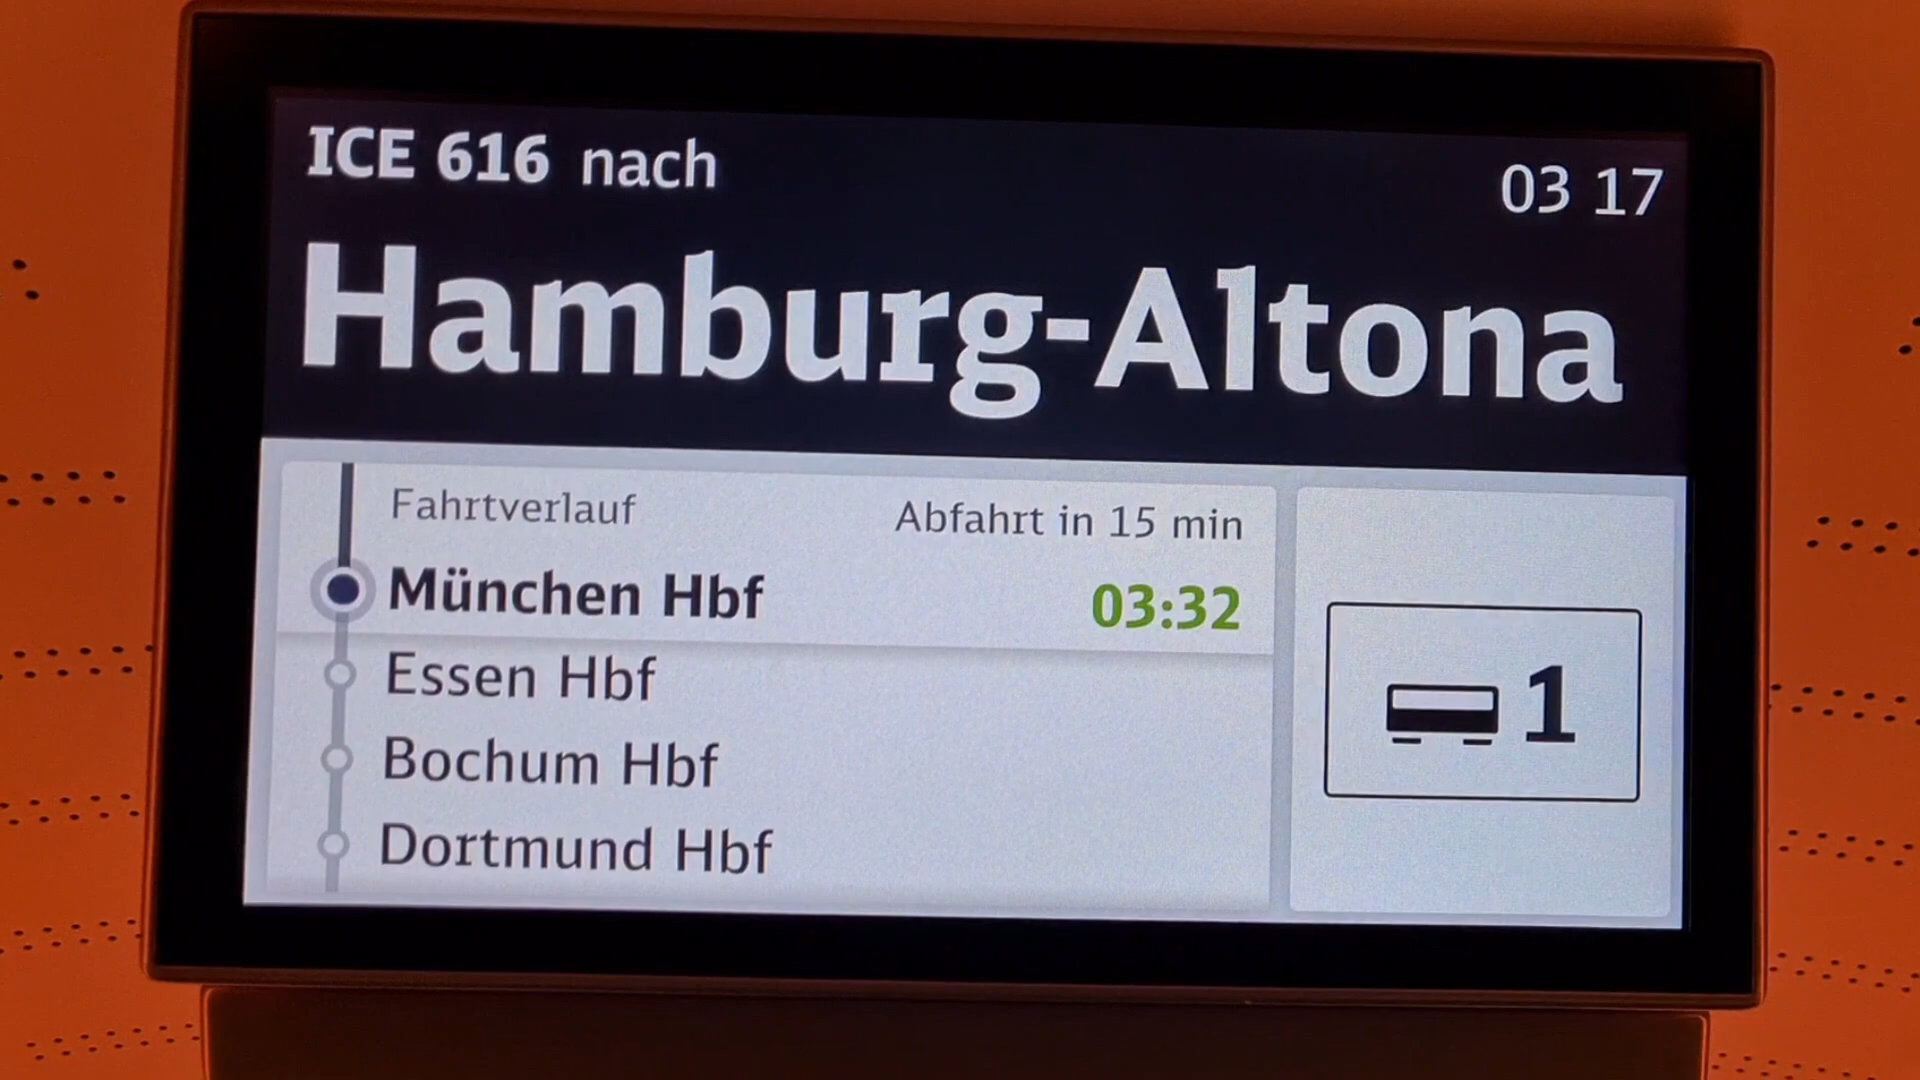 ICE 616 nach
03 17
Hamburg-Altona
Fahrtverlauf
Abfahrt in 15 min
München Hbf
03:32
Essen Hbf
Bochum Hbf
Dortmund Hbf
1